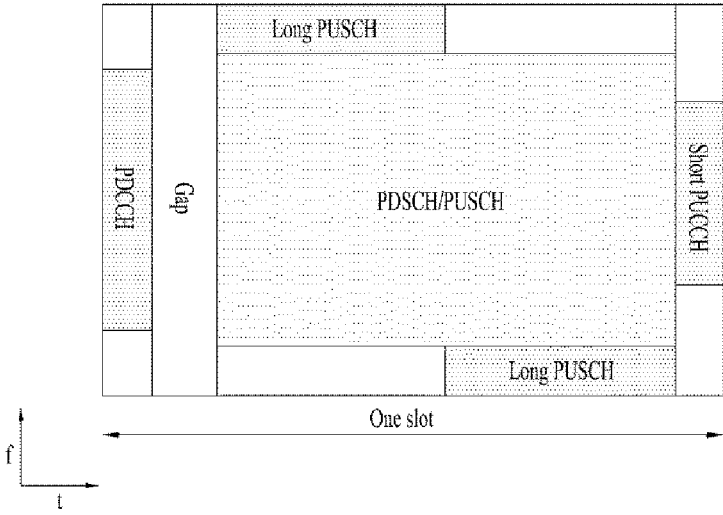 Long PUSCH
PDCCH
Gap
PDSCH/PUSCH
Short PUCCH
Long PUSCH
One slot
f
t